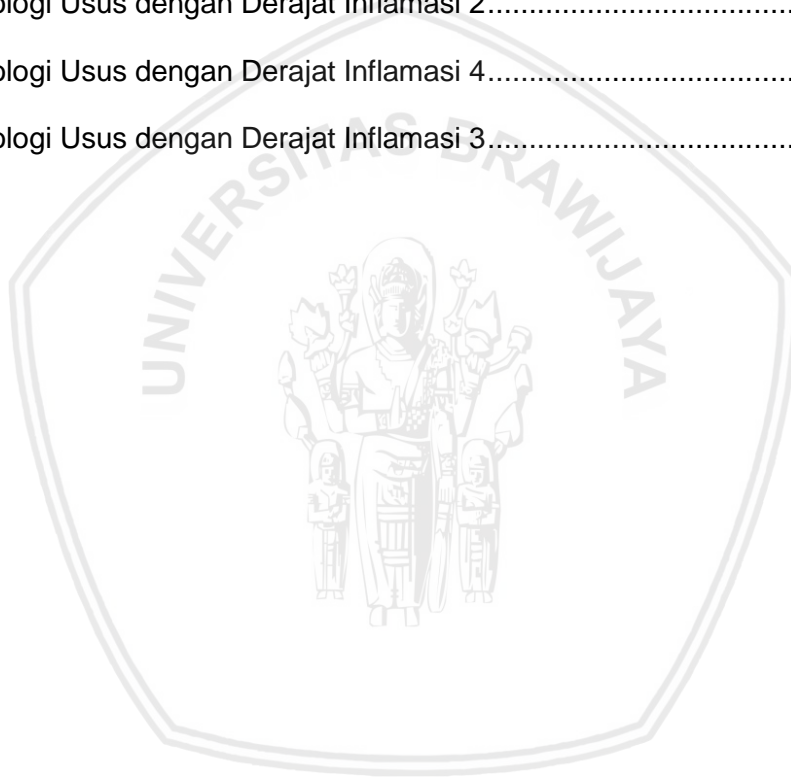 ologi Usus dengan Derajat Inflamasi 2..................................
ologi Usus dengan Derajat Inflamasi 4..................................
ologi Usus dengan Derajat Inflamasi 3..................................
UNIVERSITAS BRAWIJAYA